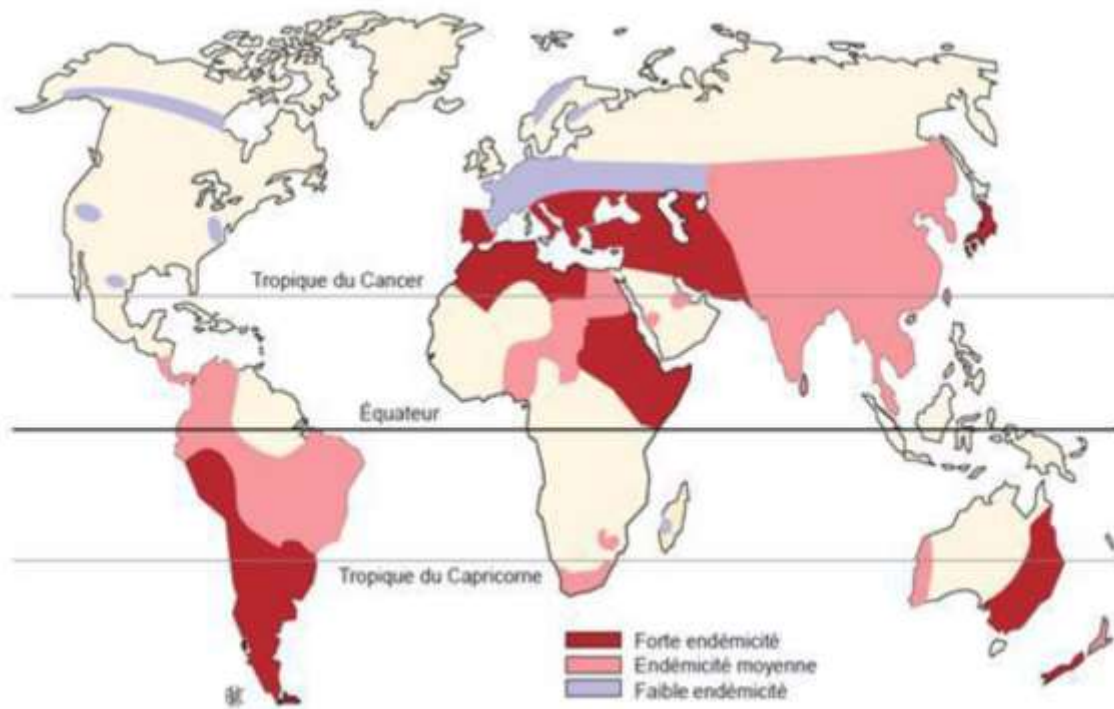 Tropique du Cancer
Équateur
Tropique du Capricorne
Forte endémicité
Endémicité moyenne
Faible endémicité